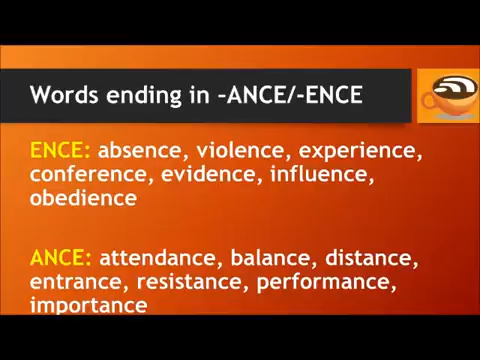 Words ending in –ANCE/-ENCE
ENCE: absence, violence, experience,
conference, evidence, influence,
obedience
ANCE: attendance, balance, distance,
entrance, resistance, performance,
importance